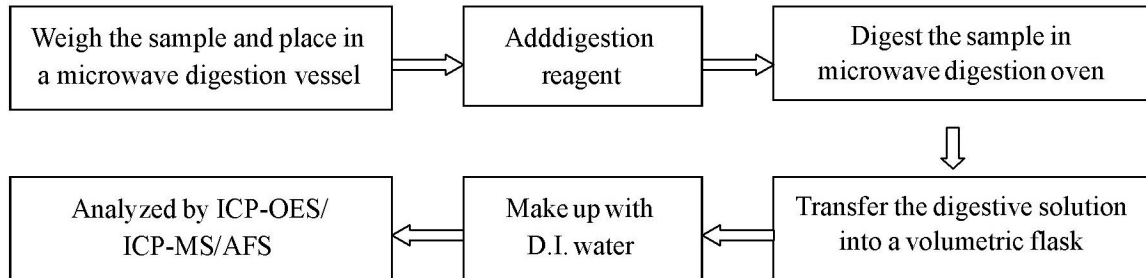 Weigh the sample and place in
a microwave digestion vessel
Adddigestion
reagent
Digest the sample in
microwave digestion oven
Transfer the digestive solution
into a volumetric flask
Make up with
D.I. water
Analyzed by ICP-OES/
ICP-MS/AFS